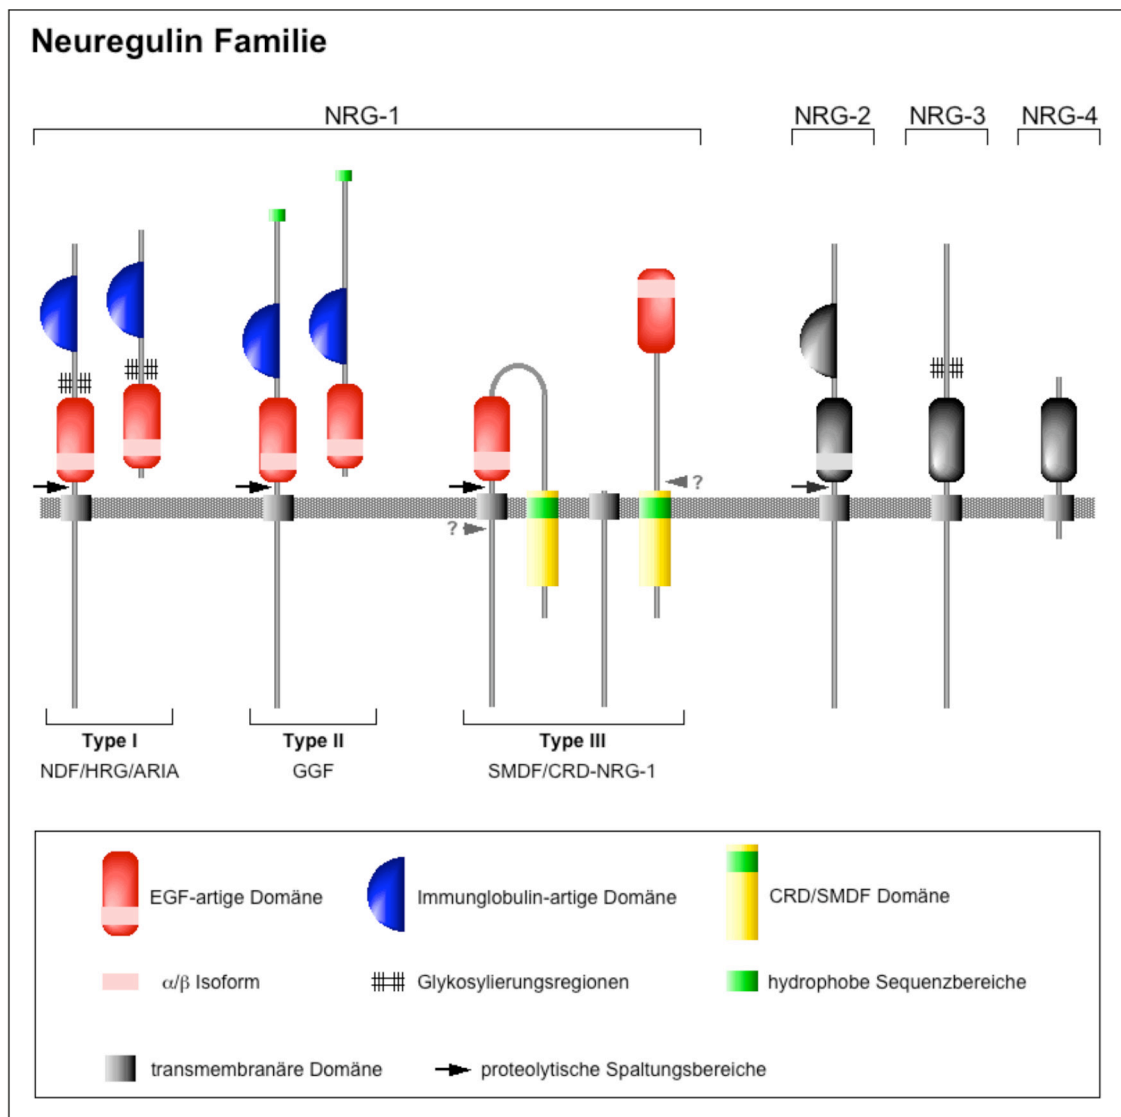 Neuregulin Familie
NRG-1
NRG-2
NRG-3
NRG-4
?
?
Type I
NDF/HRG/ARIA
Type II
GGF
Type III
SMDF/CRD-NRG-1
EGF-artige Domäne
Immunglobulin-artige Domäne
CRD/SMDF Domäne
α/β Isoform
Glykosylierungsregionen
hydrophobe Sequenzbereiche
transmembranäre Domäne
proteolytische Spaltungsbereiche